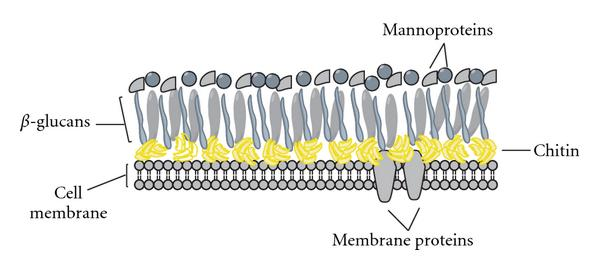 Mannoproteins
β-glucans
Chitin
Cell
membrane
Membrane proteins